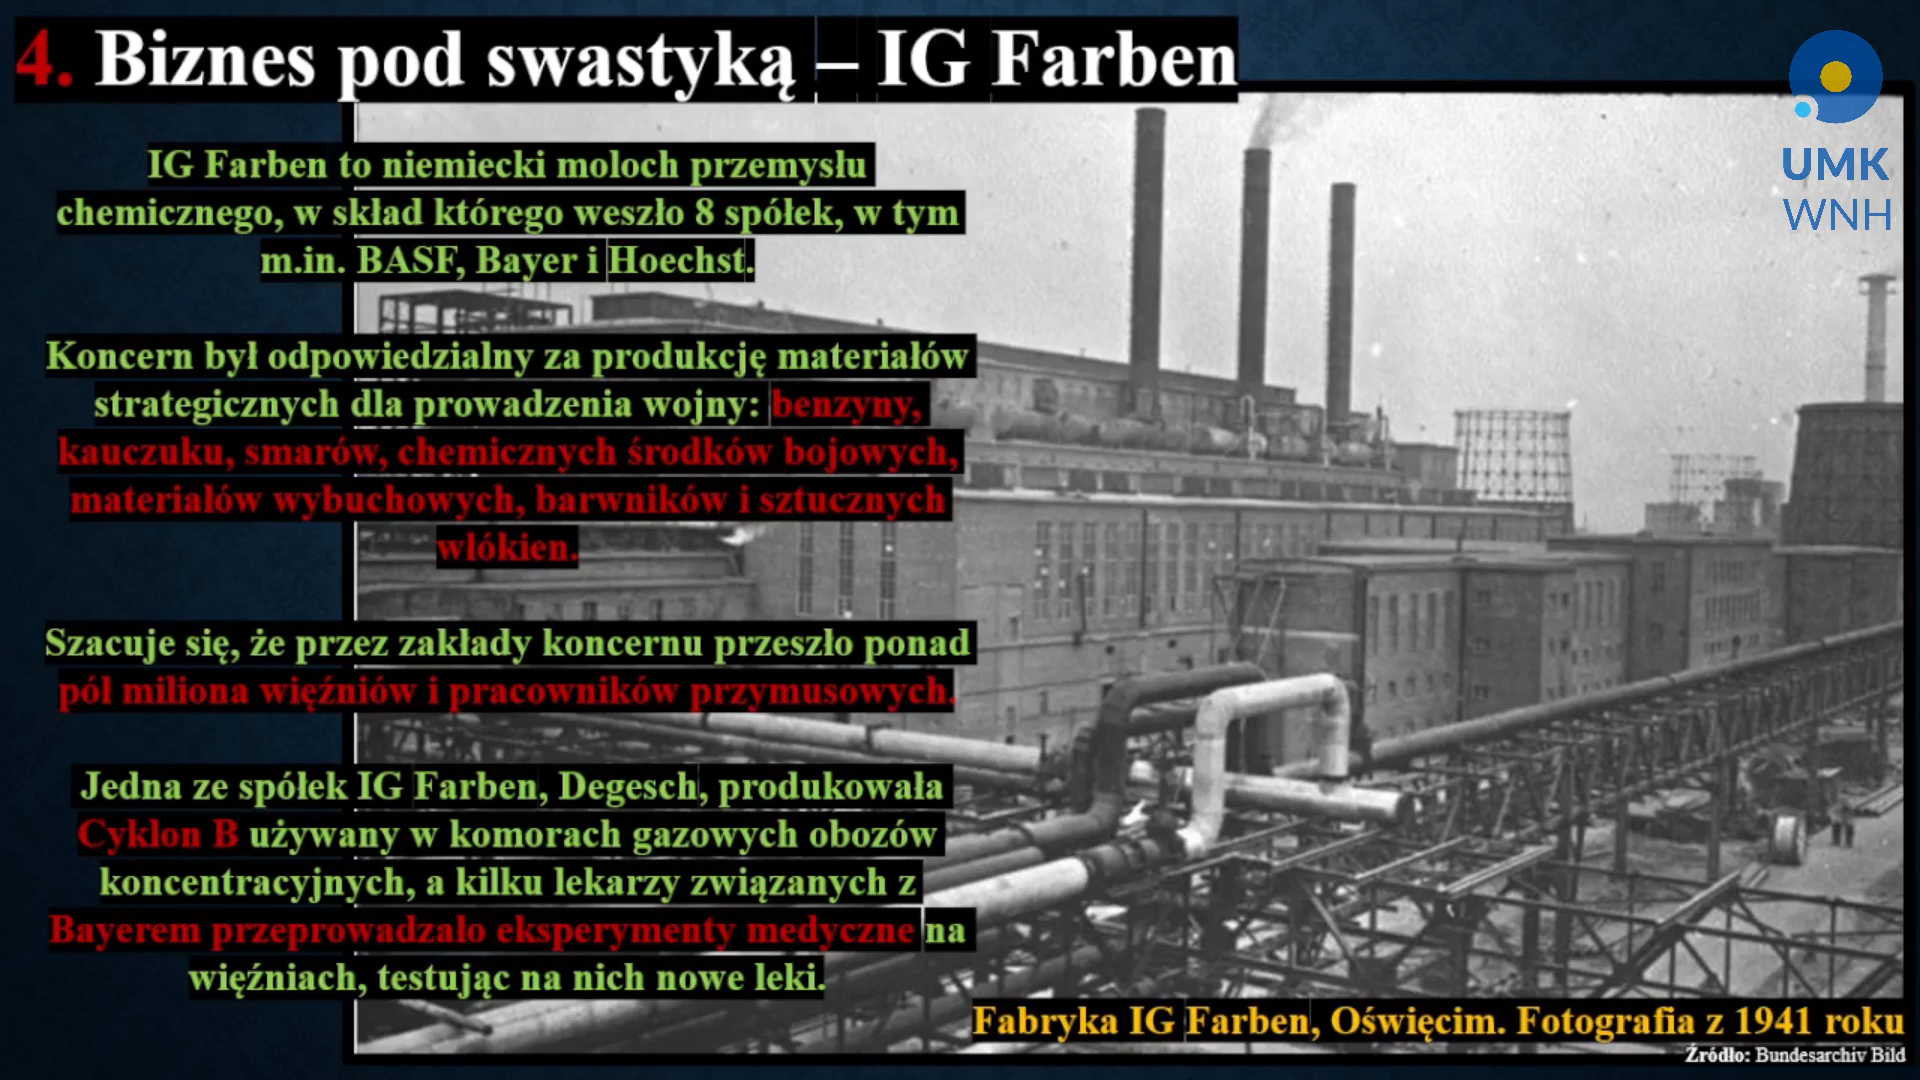 4. Biznes pod swastyką – IG Farben
UMK
WNH
IG Farben to niemiecki moloch przemysłu
chemicznego, w skład którego weszło 8 spółek, w tym
m.in. BASF, Bayer i Hoechst.
Koncern był odpowiedzialny za produkcję materiałów
strategicznych dla prowadzenia wojny: benzyny,
kauczuku, smarów, chemicznych środków bojowych,
materiałów wybuchowych, barwników i sztucznych
włókien.
Szacuje się, że przez zakłady koncernu przeszło ponad
pół miliona więźniów i pracowników przymusowych.
Jedna ze spółek IG Farben, Degesch, produkowała
Cyklon B używany w komorach gazowych obozów
koncentracyjnych, a kilku lekarzy związanych z
Bayerem przeprowadzało eksperymenty medyczne na
więźniach, testując na nich nowe leki.
Fabryka IG Farben, Oświęcim. Fotografia z 1941 roku
Źródło: Bundesarchiv Bild